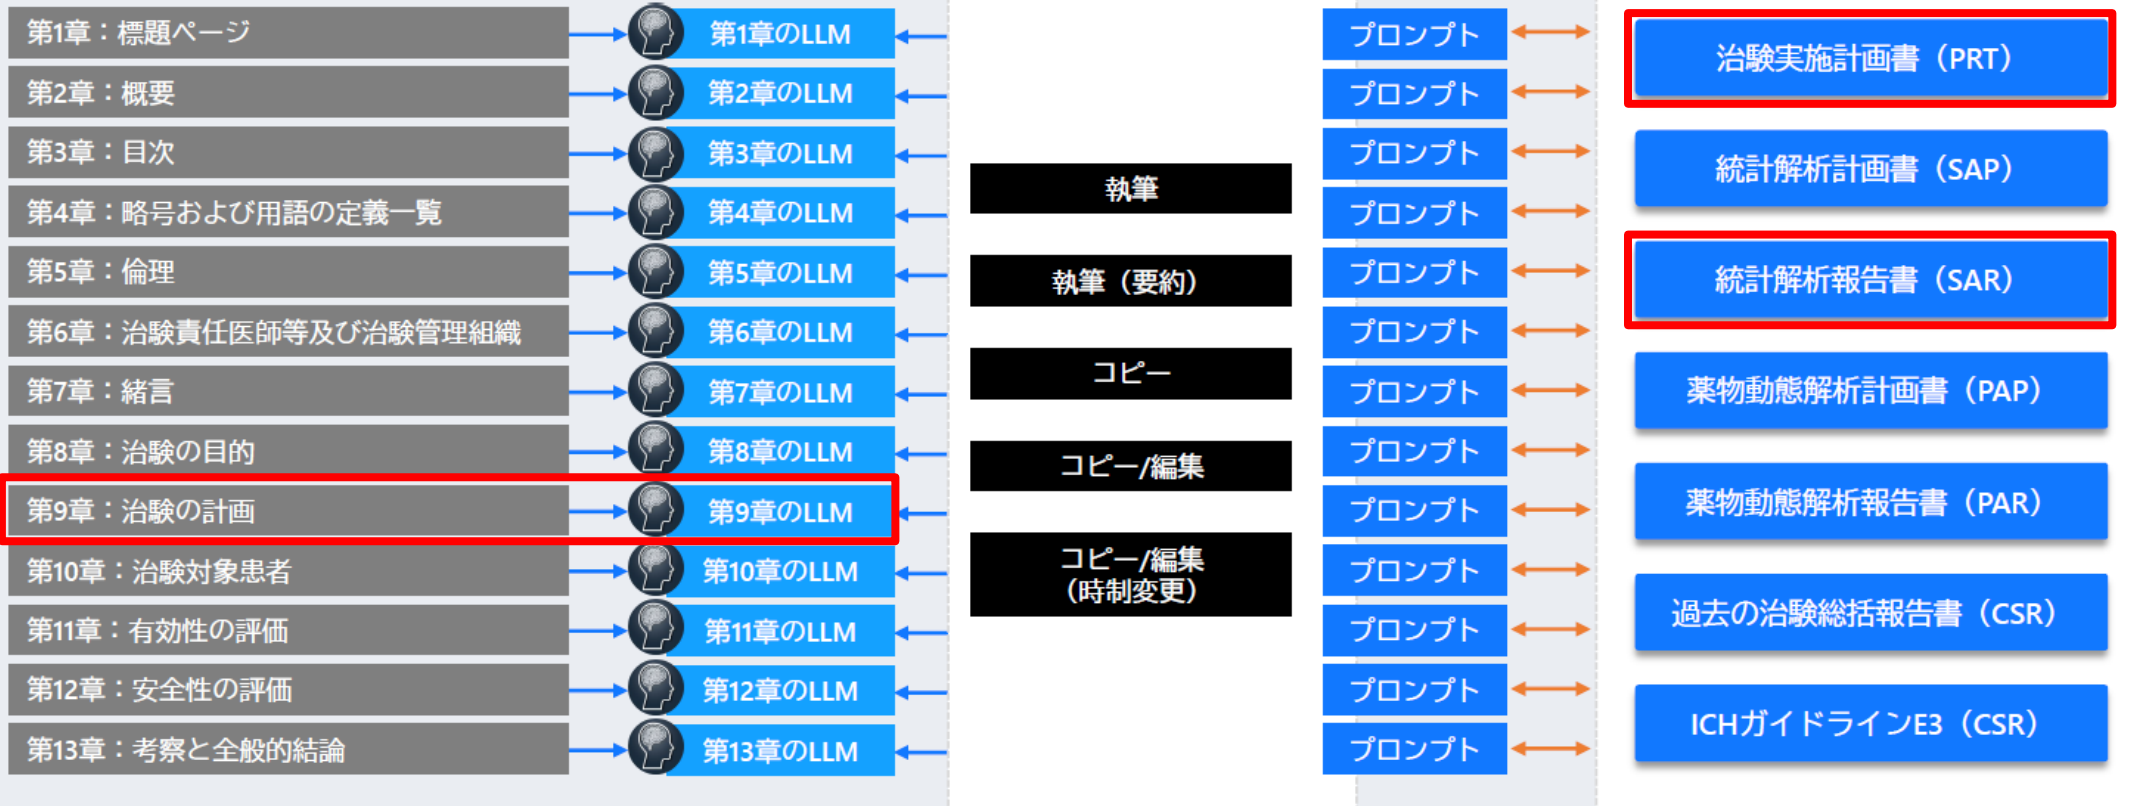 第1章：標題ページ
第2章：概要
第3章：目次
第4章：略号および用語の定義一覧
第5章：倫理
第6章：治験責任医師等及び治験管理組織
第7章：緒言
第8章：治験の目的
第9章：治験の計画
第10章：治験対象患者
第11章：有効性の評価
第12章：安全性の評価
第13章：考察と全般的結論
第1章のLLM
第2章のLLM
第3章のLLM
第4章のLLM
第5章のLLM
第6章のLLM
第7章のLLM
第8章のLLM
第9章のLLM
第10章のLLM
第11章のLLM
第12章のLLM
第13章のLLM
執筆
執筆（要約）
コピー
コピー/編集
コピー/編集
（時制変更）
プロンプト
プロンプト
プロンプト
プロンプト
プロンプト
プロンプト
プロンプト
プロンプト
プロンプト
プロンプト
プロンプト
プロンプト
プロンプト
治験実施計画書（PRT）
統計解析計画書（SAP）
統計解析報告書（SAR）
薬物動態解析計画書（PAP）
薬物動態解析報告書（PAR）
過去の治験総括報告書（CSR）
ICHガイドラインE3（CSR）